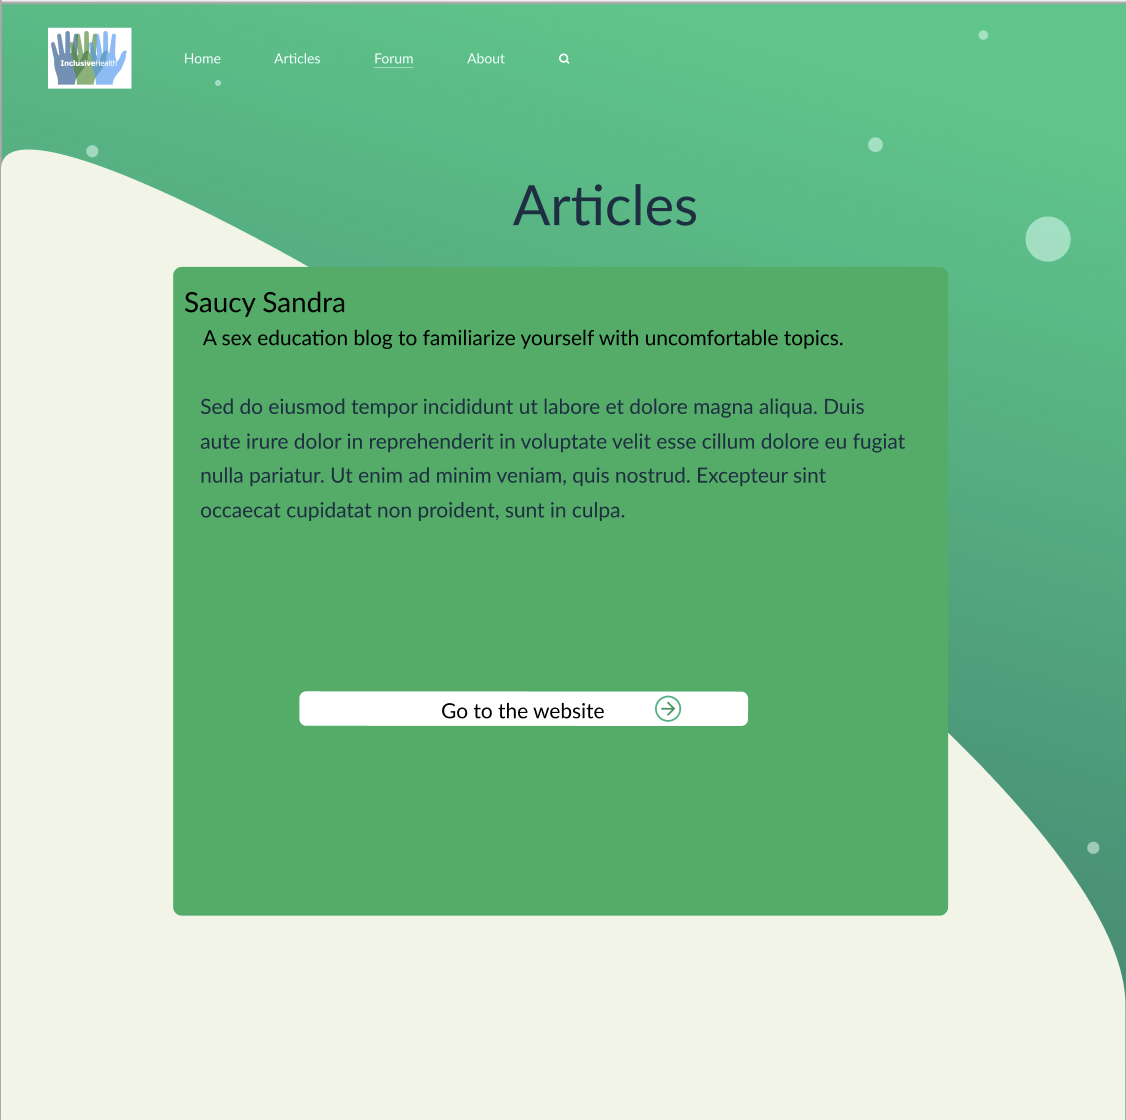 InclusiveHealth
Home Articles Forum About
Articles
Saucy Sandra
A sex education blog to familiarize yourself with uncomfortable topics.
Sed do eiusmod tempor incididunt ut labore et dolore magna aliqua. Duis
aute irure dolor in reprehenderit in voluptate velit esse cillum dolore eu fugiat
nulla pariatur. Ut enim ad minim veniam, quis nostrud. Excepteur sint
occaecat cupidatat non proident, sunt in culpa.
Go to the website